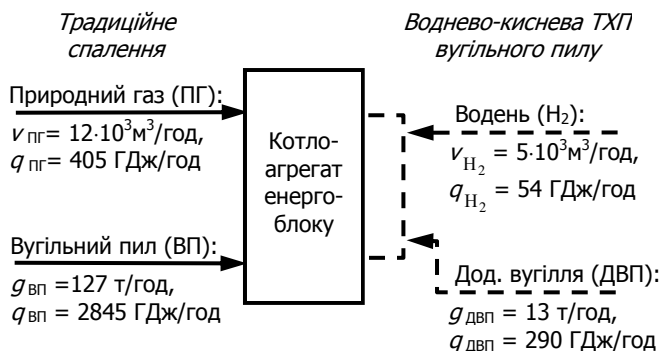 Традиційне
спалення
Природний газ (ПГ):
v ПГ= 12·10³м³/год,
q ПГ= 405 ГДж/год
Вугільний пил (ВП):
g ВП =127 т/год,
q ВП = 2845 ГДж/год
Котло-
агрегат
енерго-
блоку
Воднево-киснева ТХП
вугільного пилу
Водень (H₂):
v H₂ = 5·10³м³/год,
q H₂ = 54 ГДж/год
Дод. вугілля (ДВП):
g ДВП = 13 т/год,
q ДВП = 290 ГДж/год